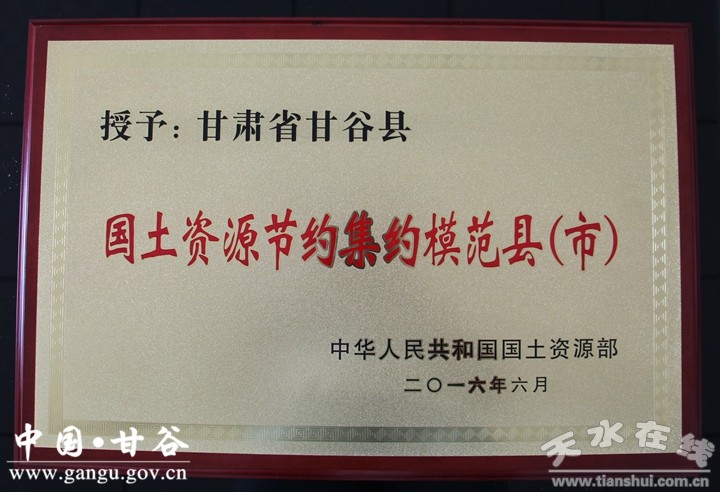 授予：甘肃省甘谷县
国土资源节约集约模范县（市）
中华人民共和国国土资源部
二〇一六年六月
中国·甘谷
www.gangu.gov.cn
天水在线
www.tianshui.com.cn